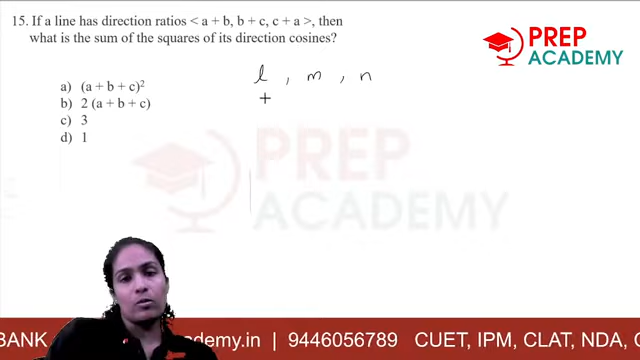 15. If a line has direction ratios < a + b, b + c, c + a >, then
what is the sum of the squares of its direction cosines?
PREP
ACADEMY
l , m , n
+
a) (a + b + c)²
b) 2 (a + b + c)
c) 3
d) 1
PREP
ACADEMY
BANK
academy.in | 9446056789 CUET, IPM, CLAT, NDA,